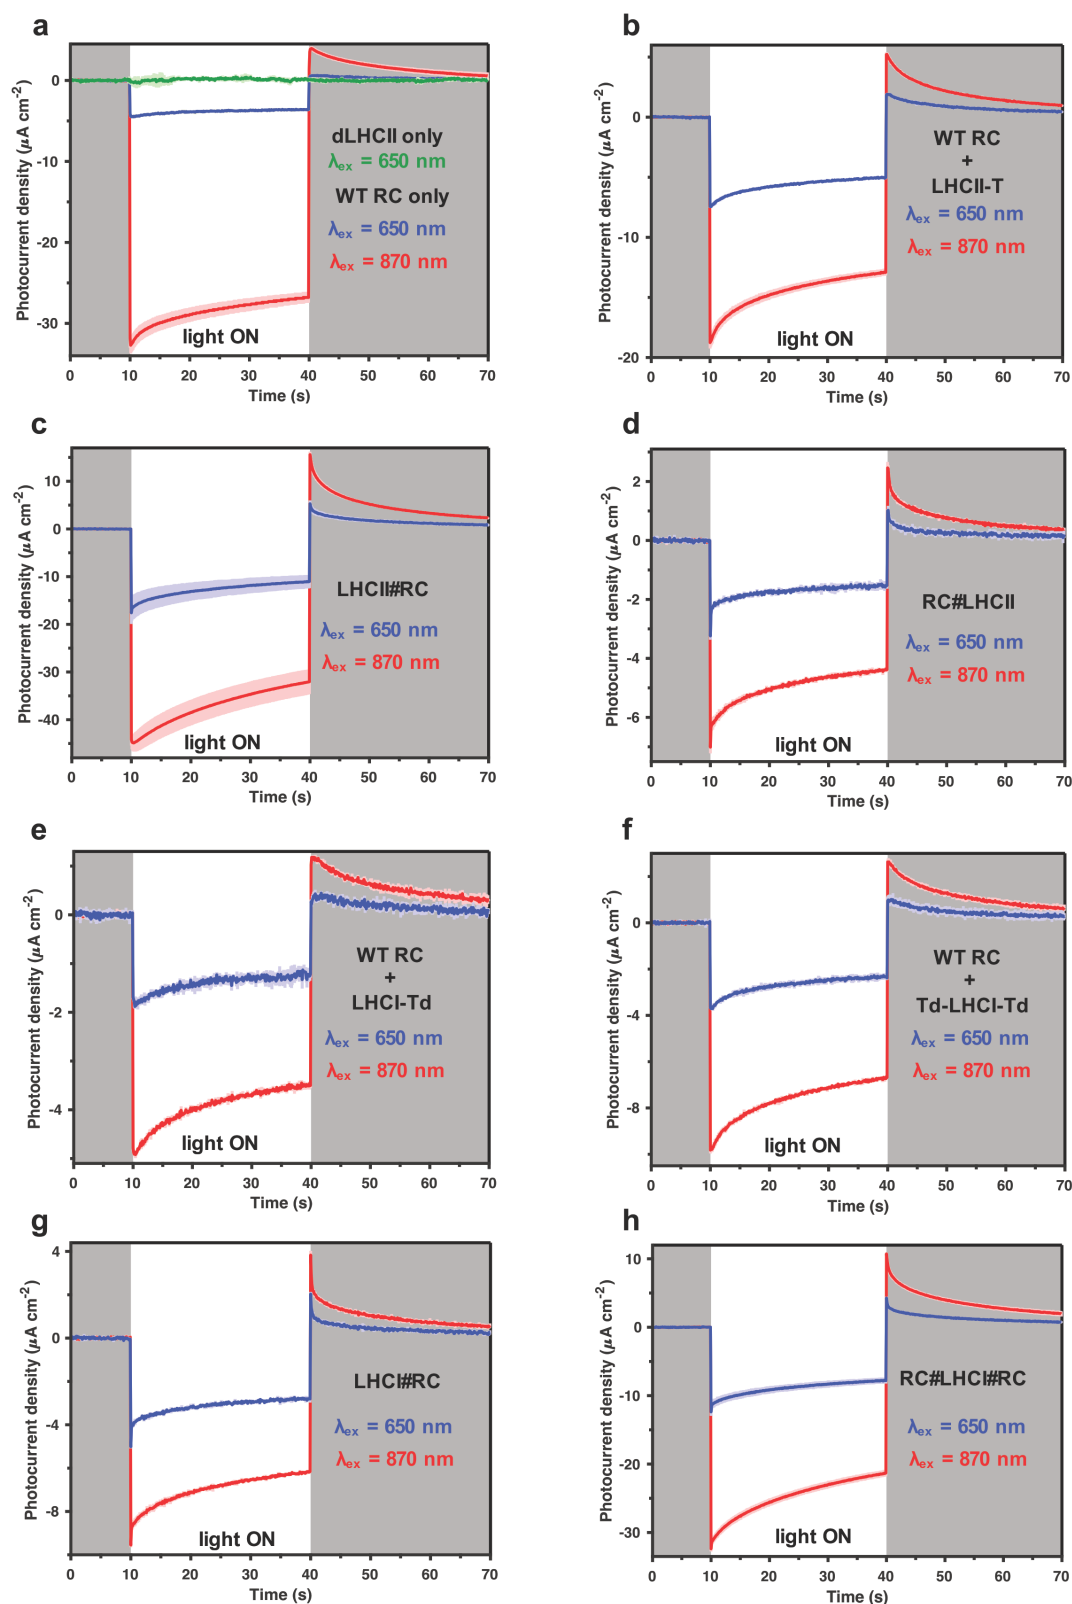 a
Photocurrent density (μA cm⁻²)
0
-10
-20
-30
dLHCII only
λex = 650 nm
WT RC only
λex = 650 nm
λex = 870 nm
light ON
0 10 20 30 40 50 60 70
Time (s)
b
Photocurrent density (μA cm⁻²)
0
-10
-20
WT RC
+
LHCII-T
λex = 650 nm
λex = 870 nm
light ON
0 10 20 30 40 50 60 70
Time (s)
c
Photocurrent density (μA cm⁻²)
10
0
-10
-20
-30
-40
LHCII#RC
λex = 650 nm
λex = 870 nm
light ON
0 10 20 30 40 50 60 70
Time (s)
d
Photocurrent density (μA cm⁻²)
2
0
-2
-4
-6
RC#LHCII
λex = 650 nm
λex = 870 nm
light ON
0 10 20 30 40 50 60 70
Time (s)
e
Photocurrent density (μA cm⁻²)
0
-2
-4
WT RC
+
LHCI-Td
λex = 650 nm
λex = 870 nm
light ON
0 10 20 30 40 50 60 70
Time (s)
f
Photocurrent density (μA cm⁻²)
0
-4
-8
WT RC
+
Td-LHCI-Td
λex = 650 nm
λex = 870 nm
light ON
0 10 20 30 40 50 60 70
Time (s)
g
Photocurrent density (μA cm⁻²)
4
0
-4
-8
LHCI#RC
λex = 650 nm
λex = 870 nm
light ON
0 10 20 30 40 50 60 70
Time (s)
h
Photocurrent density (μA cm⁻²)
10
0
-10
-20
-30
RC#LHCI#RC
λex = 650 nm
λex = 870 nm
light ON
0 10 20 30 40 50 60 70
Time (s)